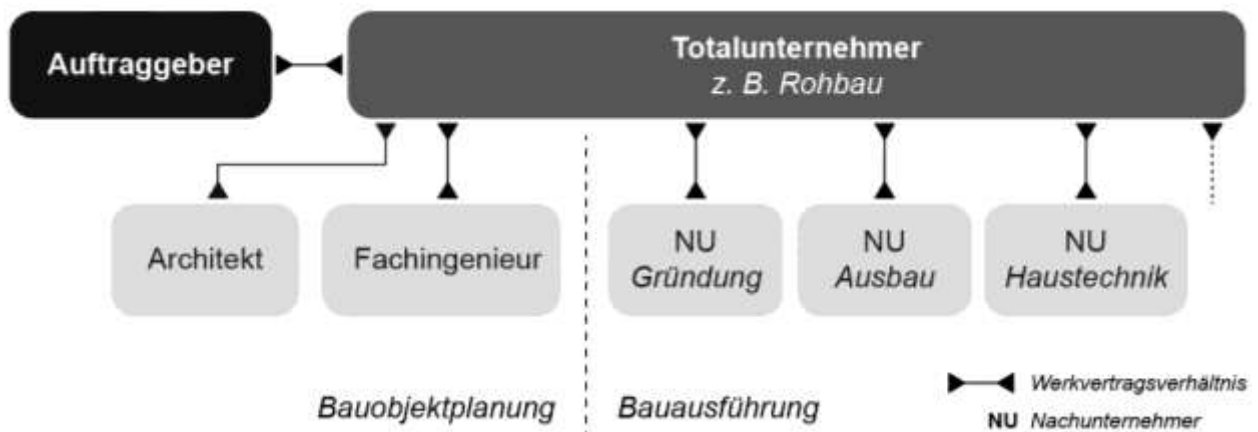 Auftraggeber
Totalunternehmer
z. B. Rohbau
Architekt
Fachingenieur
NU
Gründung
NU
Ausbau
NU
Haustechnik
Bauobjektplanung
Bauausführung
Werkvertragsverhältnis
NU Nachunternehmer